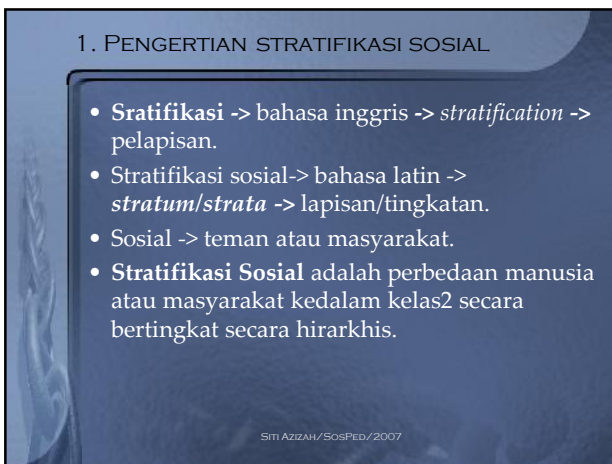 1. Pengertian stratifikasi sosial
• Sratifikasi -> bahasa inggris -> stratification ->
pelapisan.
• Stratifikasi sosial-> bahasa latin ->
stratum/strata -> lapisan/tingkatan.
• Sosial -> teman atau masyarakat.
• Stratifikasi Sosial adalah perbedaan manusia
atau masyarakat kedalam kelas2 secara
bertingkat secara hirarkhis.
Siti Azizah/SosPed/2007